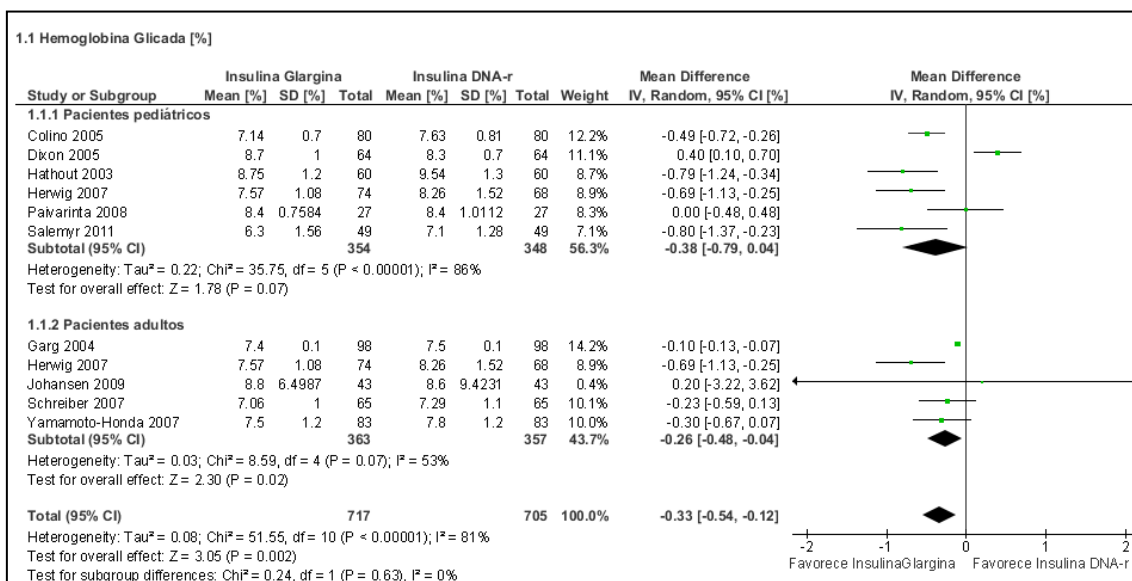 1.1 Hemoglobina Glicada [%]
Insulina Glargina Insulina DNA-r Mean Difference Mean Difference
Study or Subgroup Mean [%] SD [%] Total Mean [%] SD [%] Total Weight IV, Random, 95% CI [%] IV, Random, 95% CI [%]
1.1.1 Pacientes pediátricos
Colino 2005 7.14 0.7 80 7.63 0.81 80 12.2% -0.49 [-0.72, -0.26]
Dixon 2005 8.7 1 64 8.3 0.7 64 11.1% 0.40 [0.10, 0.70]
Hathout 2003 8.75 1.2 60 9.54 1.3 60 8.7% -0.79 [-1.24, -0.34]
Herwig 2007 7.57 1.08 74 8.26 1.52 68 8.9% -0.69 [-1.13, -0.25]
Paivarinta 2008 8.4 0.7584 27 8.4 1.0112 27 8.3% 0.00 [-0.48, 0.48]
Salemyr 2011 6.3 1.56 49 7.1 1.28 49 7.1% -0.80 [-1.37, -0.23]
Subtotal (95% CI) 354 348 56.3% -0.38 [-0.79, 0.04]
Heterogeneity: Tau² = 0.22; Chi² = 35.75, df = 5 (P < 0.00001); I² = 86%
Test for overall effect: Z = 1.78 (P = 0.07)
1.1.2 Pacientes adultos
Garg 2004 7.4 0.1 98 7.5 0.1 98 14.2% -0.10 [-0.13, -0.07]
Herwig 2007 7.57 1.08 74 8.26 1.52 68 8.9% -0.69 [-1.13, -0.25]
Johansen 2009 8.8 6.4987 43 8.6 9.4231 43 0.4% 0.20 [-3.22, 3.62]
Schreiber 2007 7.06 1 65 7.29 1.1 65 10.1% -0.23 [-0.59, 0.13]
Yamamoto-Honda 2007 7.5 1.2 83 7.8 1.2 83 10.0% -0.30 [-0.67, 0.07]
Subtotal (95% CI) 363 357 43.7% -0.26 [-0.48, -0.04]
Heterogeneity: Tau² = 0.03; Chi² = 8.59, df = 4 (P = 0.07); I² = 53%
Test for overall effect: Z = 2.30 (P = 0.02)
Total (95% CI) 717 705 100.0% -0.33 [-0.54, -0.12]
Heterogeneity: Tau² = 0.08; Chi² = 51.55, df = 10 (P < 0.00001); I² = 81%
Test for overall effect: Z = 3.05 (P = 0.002)
Test for subgroup differences: Chi² = 0.24, df = 1 (P = 0.63), I² = 0%
-2 -1 0 1 2
Favorece InsulinaGlargina Favorece Insulina DNA-r